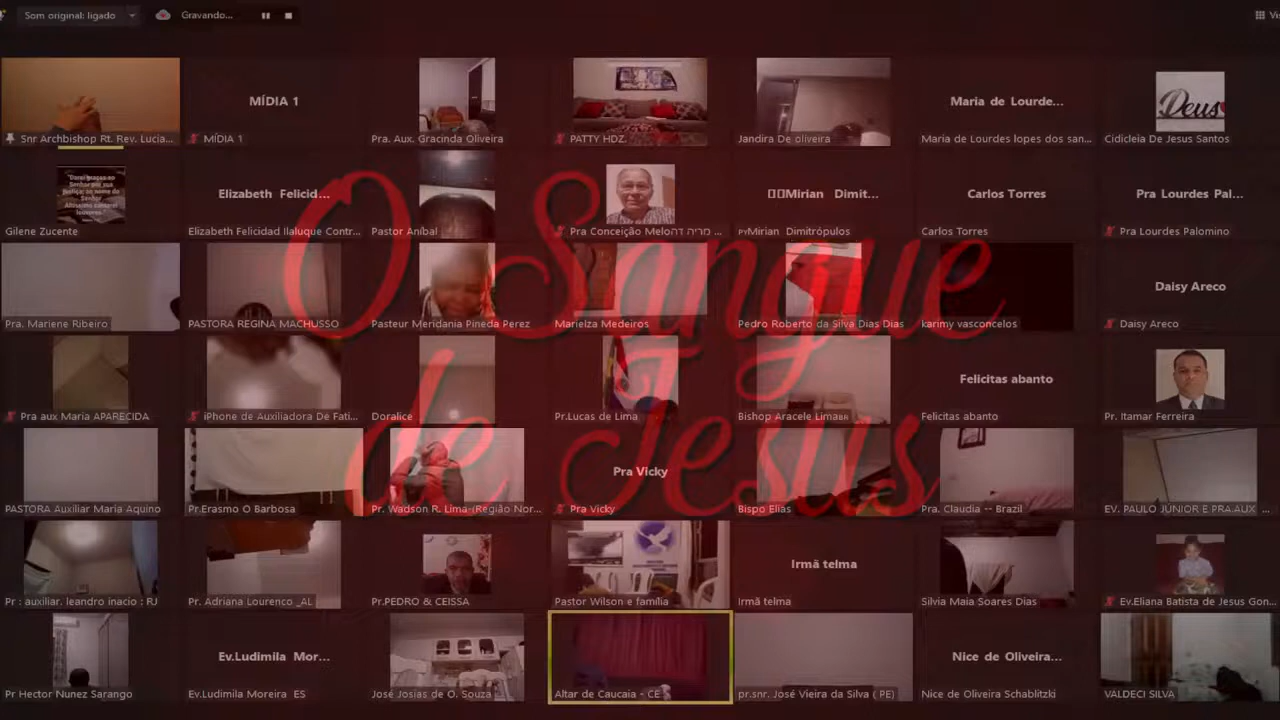 Som original: ligado
Gravando...
Snr Archbishop Rt. Rev. Lucia...
MÍDIA 1
MÍDIA 1
Pra. Aux. Gracinda Oliveira
PATTY HDZ.
Jandira De oliveira
Maria de Lourde...
Maria de Lourdes lopes dos san...
Deus
Cidicleia De Jesus Santos
Gilene Zucente
Elizabeth Felicid...
Elizabeth Felicidad Ilaluque Contr...
Pastor Aníbal
Pra Conceição Melo
Mirian Dimit...
Mirian Dimitrópulos
Carlos Torres
Carlos Torres
Pra Lourdes Pal...
Pra Lourdes Palomino
O Sangue
de Jesus
Pra. Mariene Ribeiro
PASTORA REGINA MACHUSSO
Pasteur Meridania Pineda Perez
Marielza Medeiros
Pedro Roberto da Silva Dias Dias
karimy vasconcelos
Daisy Areco
Daisy Areco
Pra aux Maria APARECIDA
iPhone de Auxiliadora De Fati...
Doralice
Pr.Lucas de Lima
Bishop Aracele Lima
Felicitas abanto
Felicitas abanto
Pr. Itamar Ferreira
PASTORA Auxiliar Maria Aquino
Pr.Erasmo O Barbosa
Pr. Wadson R. Lima-(Região Nor...
Pra Vicky
Pra Vicky
Bispo Elias
Pra. Claudia -- Brazil
EV. PAULO JÚNIOR E PRA.AUX ...
Pr : auxiliar. leandro inacio : RJ
Pr. Adriana Lourenco _AL
Pr.PEDRO & CEISSA
Pastor Wilson e família
Irmã telma
Irmã telma
Silvia Maia Soares Dias
Ev.Eliana Batista de Jesus Gon...
Pr Hector Nunez Sarango
Ev.Ludimila Mor...
Ev.Ludimila Moreira ES
José Josias de O. Souza
Altar de Caucaia - CE
pr.snr. José Vieira da Silva ( PE)
Nice de Oliveira...
Nice de Oliveira Schablitzki
VALDECI SILVA